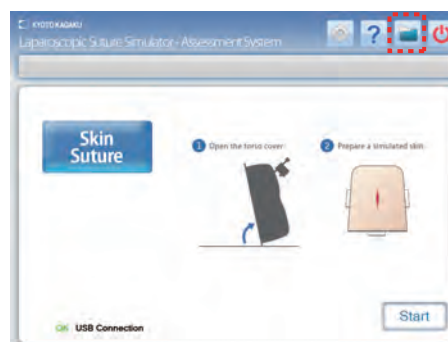 KYOTO KAGAKU
Laparoscopic Suture Simulator - Assessment System
?
Skin
Suture
1 Open the torso cover.
2 Prepare a simulated skin.
OK USB Connection
Start